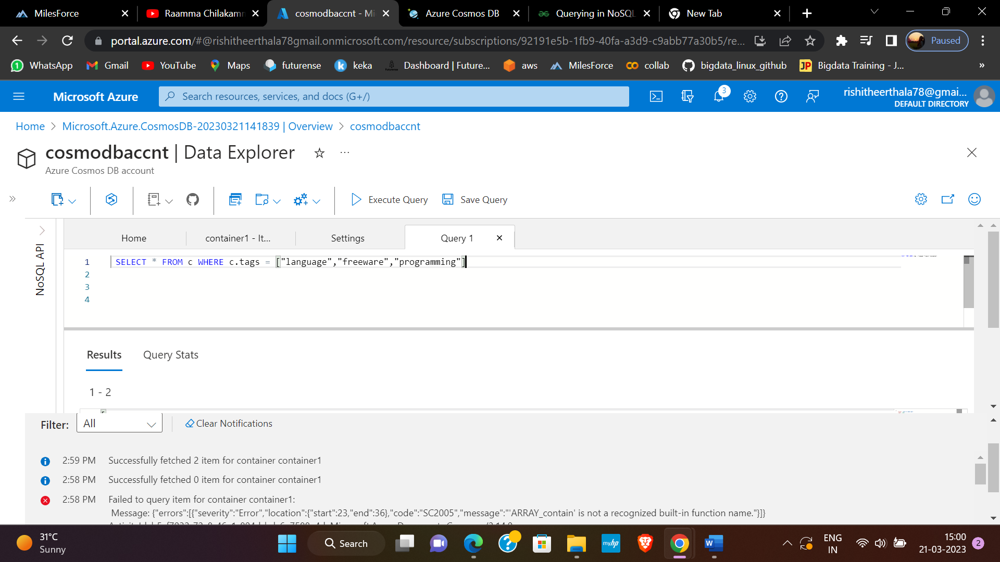 MilesForce
Raamma Chilakamm
cosmodbaccnt - Mi
Azure Cosmos DB
Querying in NoSQL
New Tab
portal.azure.com/#@rishitheerthala78gmail.onmicrosoft.com/resource/subscriptions/92191e5b-1fb9-40fa-a3d9-c9abb77a30b5/re...
Paused
WhatsApp
Gmail
YouTube
Maps
futurense
keka
Dashboard | Future...
aws
MilesForce
collab
bigdata_linux_github
Bigdata Training - J...
»
Microsoft Azure
Search resources, services, and docs (G+/)
3
rishitheerthala78@gmai...
DEFAULT DIRECTORY
Home > Microsoft.Azure.CosmosDB-20230321141839 | Overview > cosmodbaccnt
cosmodbaccnt | Data Explorer
Azure Cosmos DB account
Execute Query
Save Query
NoSQL API
Home
container1 - It...
Settings
Query 1
1 SELECT * FROM c WHERE c.tags = ["language","freeware","programming"]
2
3
4
Results
Query Stats
1 - 2
Filter:
All
Clear Notifications
2:59 PM Successfully fetched 2 item for container container1
2:58 PM Successfully fetched 0 item for container container1
2:58 PM Failed to query item for container container1:
Message: {"errors":[{"severity":"Error","location":{"start":23,"end":36},"code":"SC2005","message":"'ARRAY_contain' is not a recognized built-in function name."}]}
31°C
Sunny
Search
myhp
W
ENG
IN
15:00
21-03-2023
2